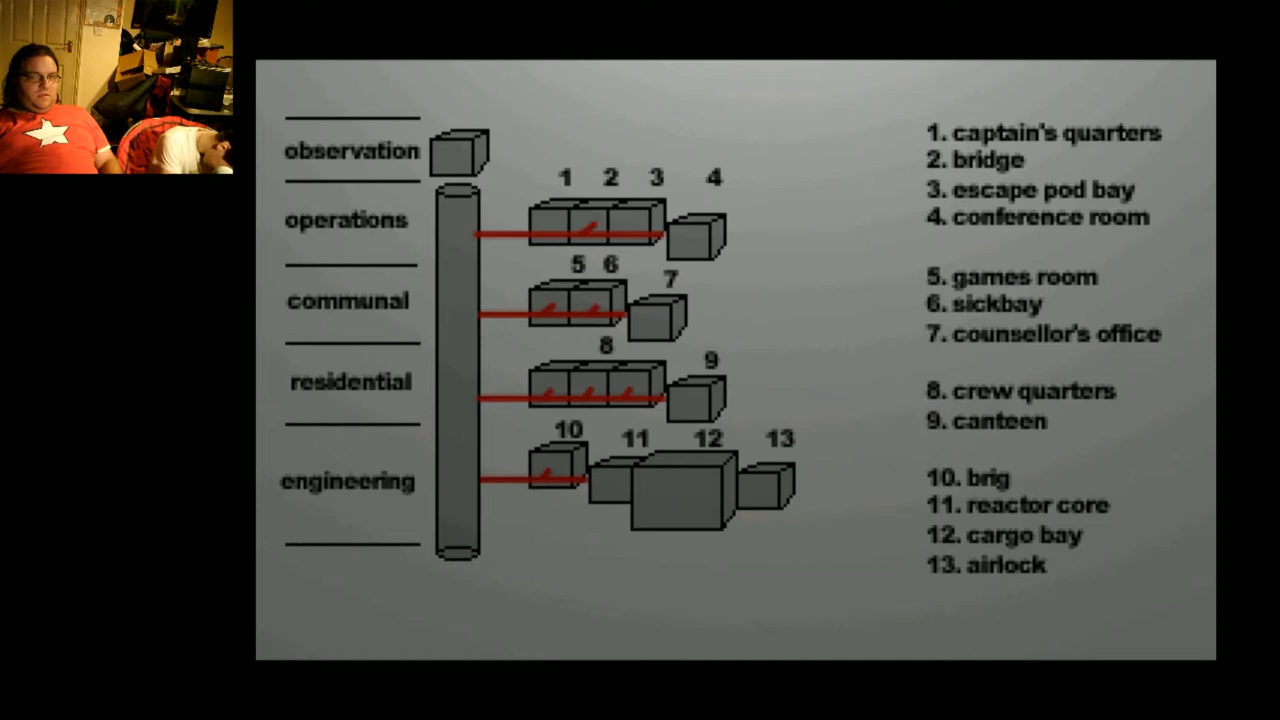 observation
operations
communal
residential
engineering
1 2 3 4
5 6 7
8 9
10 11 12 13
1. captain's quarters
2. bridge
3. escape pod bay
4. conference room
5. games room
6. sickbay
7. counsellor's office
8. crew quarters
9. canteen
10. brig
11. reactor core
12. cargo bay
13. airlock